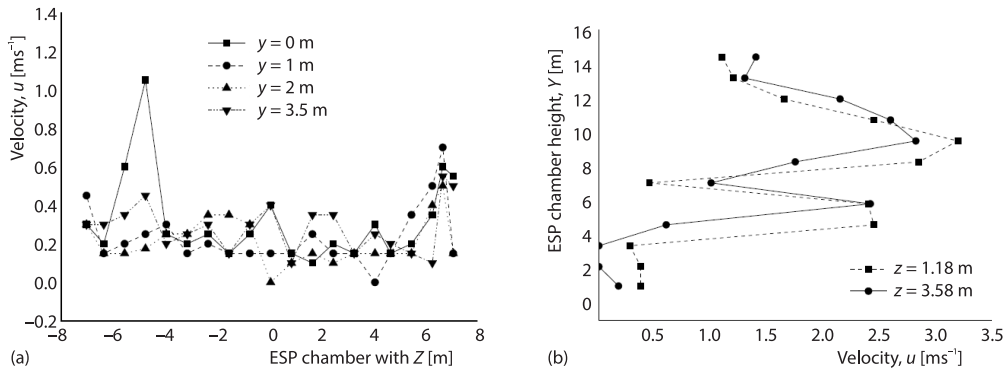 1.4
1.2
1.0
0.8
0.6
0.4
0.2
0.0
−0.2
Velocity, u [ms⁻¹]
y = 0 m
y = 1 m
y = 2 m
y = 3.5 m
−8 −6 −4 −2 0 2 4 6 8
(a) ESP chamber with Z [m]
16
14
12
10
8
6
4
2
0
ESP chamber height, Y [m]
z = 1.18 m
z = 3.58 m
0.5 1.0 1.5 2.0 2.5 3.0 3.5
(b) Velocity, u [ms⁻¹]